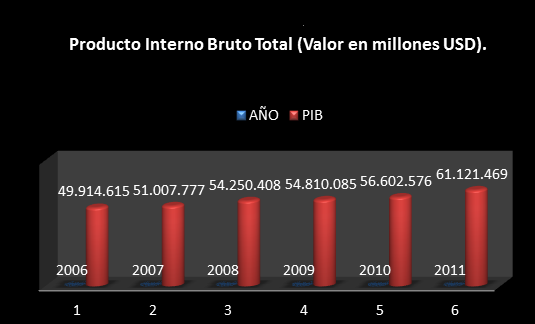 Producto Interno Bruto Total (Valor en millones USD).
AÑO PIB
49.914.615 51.007.777 54.250.408 54.810.085 56.602.576 61.121.469
2006 2007 2008 2009 2010 2011
1 2 3 4 5 6